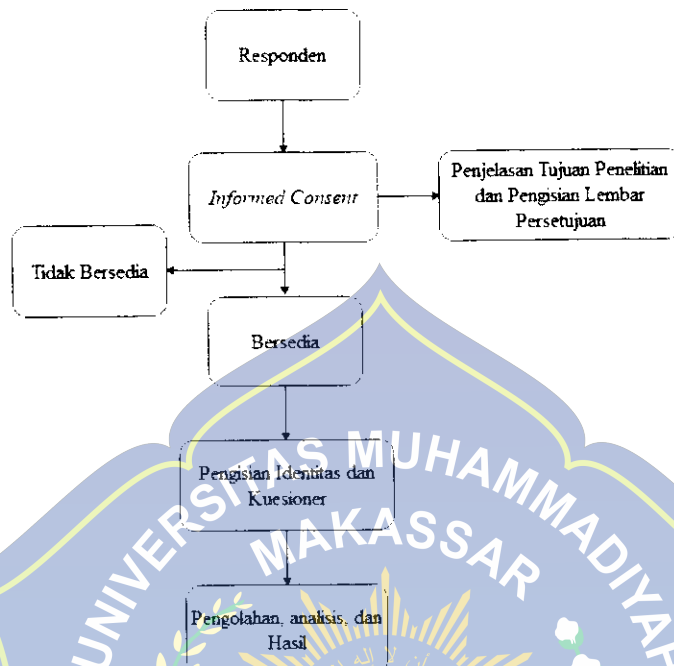 Responden
Informed Consent
Penjelasan Tujuan Penelitian
dan Pengisian Lembar
Persetujuan
Tidak Bersedia
Bersedia
Pengisian Identitas dan
Kuesioner
Pengolahan, analisis, dan
Hasil
UNIVERSITAS MUHAMMADIYAH
MAKASSAR